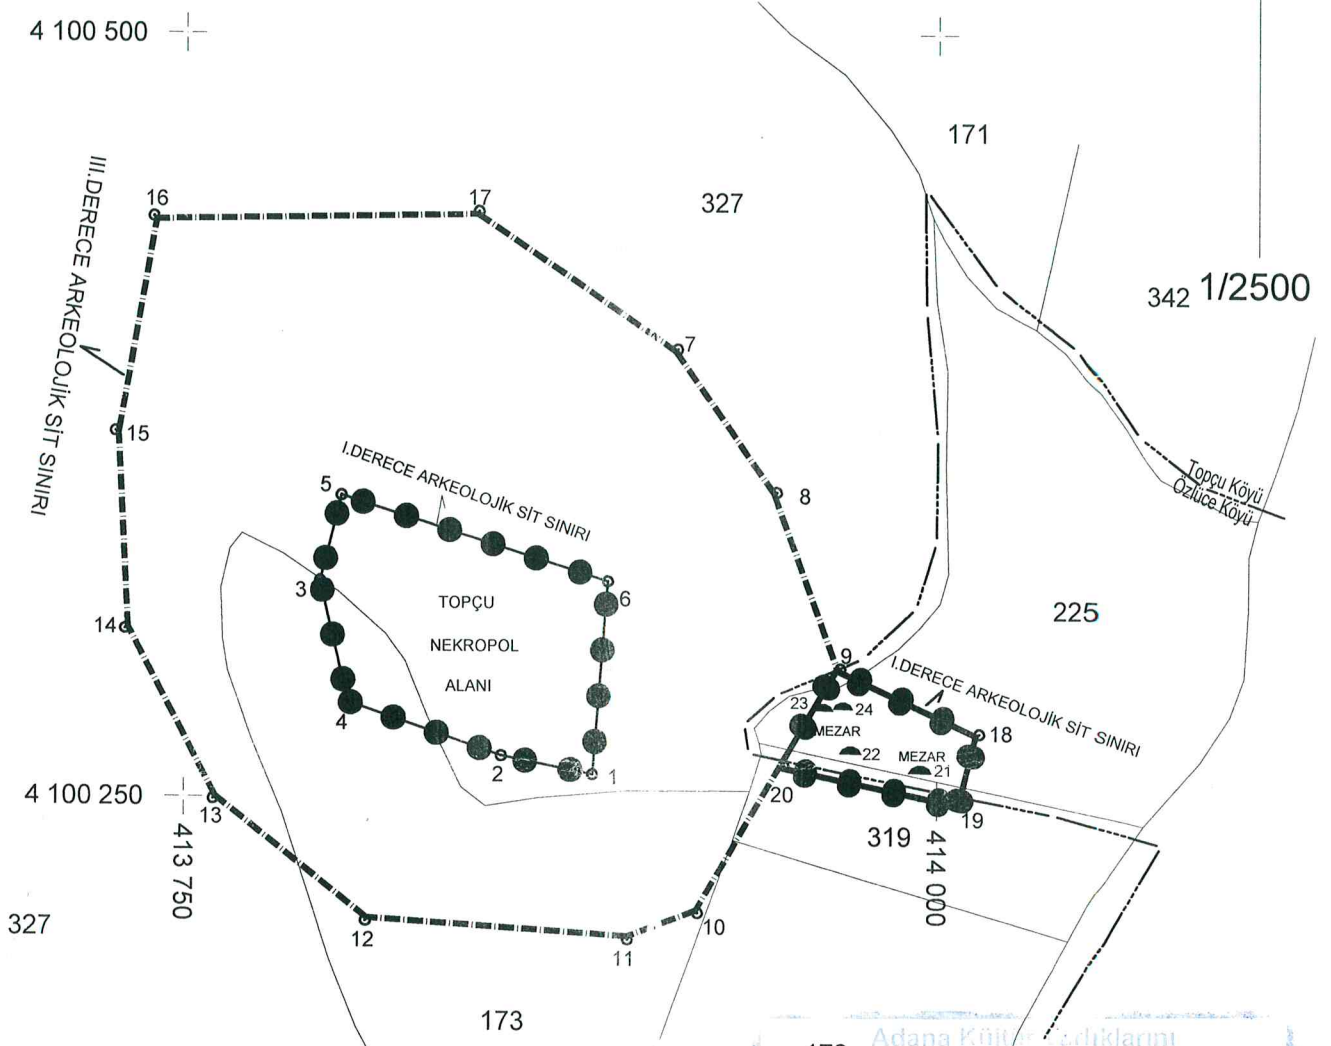 4 100 500
171
16
17
327
III.DERECE ARKEOLOJİK SİT SINIRI
342
1/2500
7
15
I.DERECE ARKEOLOJİK SİT SINIRI
5
8
Topçu Köyü
Özlüce Köyü
3
TOPÇU
NEKROPOL
ALANI
6
14
225
9
I.DERECE ARKEOLOJİK SİT SINIRI
4
23
24
MEZAR
18
22
MEZAR
21
2
1
20
19
4 100 250
13
413 750
319
414 000
327
12
11
10
173
Adana